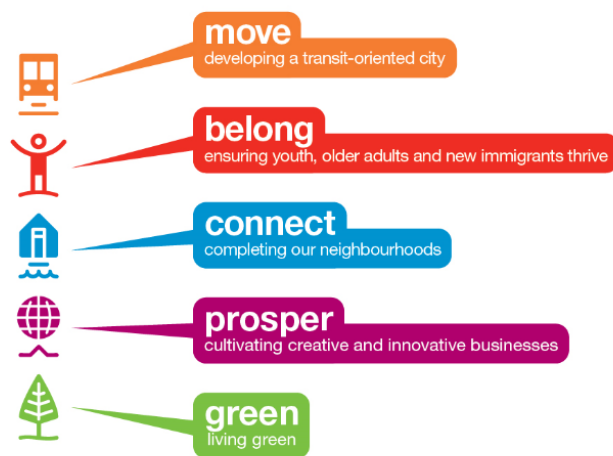 move
developing a transit-oriented city
belong
ensuring youth, older adults and new immigrants thrive
connect
completing our neighbourhoods
prosper
cultivating creative and innovative businesses
green
living green